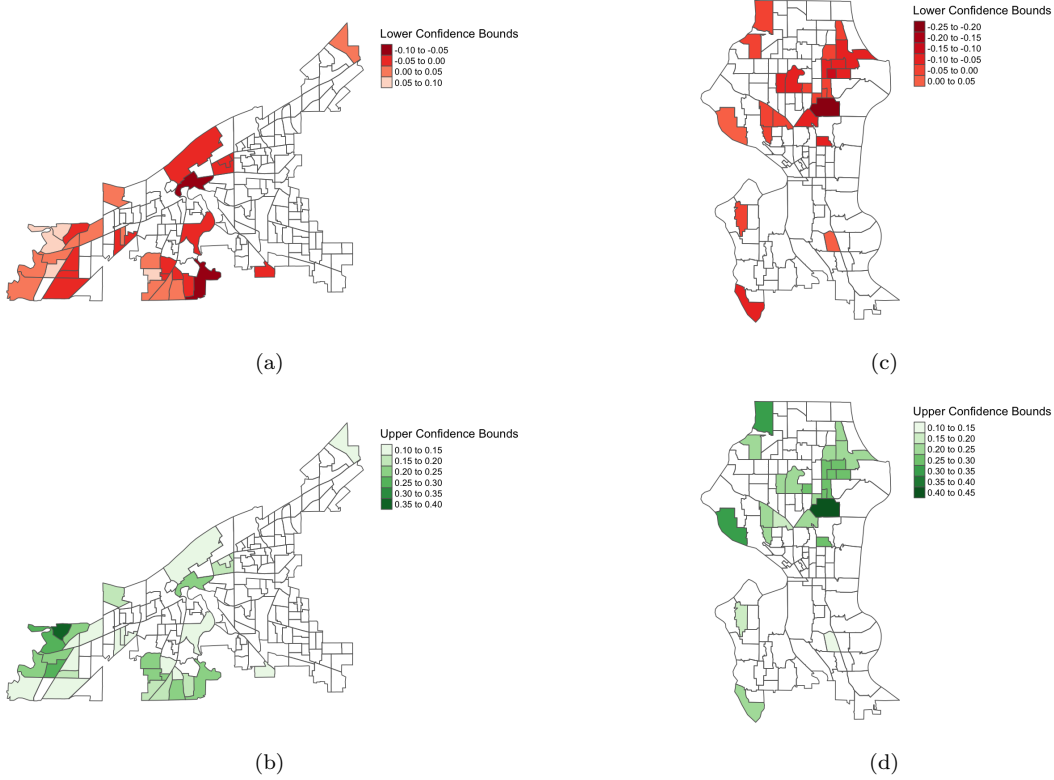 Lower Confidence Bounds
-0.10 to -0.05
-0.05 to 0.00
0.00 to 0.05
0.05 to 0.10
(a)
Lower Confidence Bounds
-0.25 to -0.20
-0.20 to -0.15
-0.15 to -0.10
-0.10 to -0.05
-0.05 to 0.00
0.00 to 0.05
(c)
Upper Confidence Bounds
0.10 to 0.15
0.15 to 0.20
0.20 to 0.25
0.25 to 0.30
0.30 to 0.35
0.35 to 0.40
(b)
Upper Confidence Bounds
0.10 to 0.15
0.15 to 0.20
0.20 to 0.25
0.25 to 0.30
0.30 to 0.35
0.35 to 0.40
0.40 to 0.45
(d)